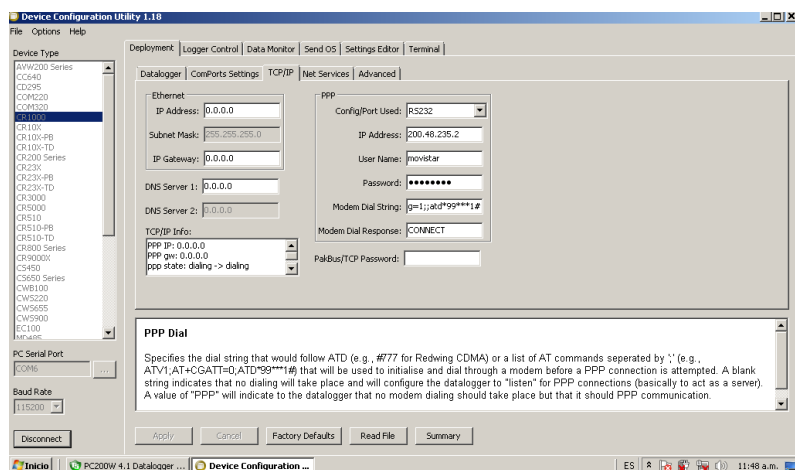 Device Configuration Utility 1.18
File Options Help
Device Type
AVW200 Series
CC640
CD295
COM220
COM320
CR1000
CR10X
CR10X-PB
CR10X-TD
CR200 Series
CR23X
CR23X-PB
CR23X-TD
CR3000
CR5000
CR510
CR510-PB
CR510-TD
CR800 Series
CR9000X
CS450
CS650 Series
CWB100
CWS220
CWS655
CWS900
EC100
MD485
PC Serial Port
COM6
...
Baud Rate
115200
Disconnect
Deployment Logger Control Data Monitor Send OS Settings Editor Terminal
Datalogger ComPorts Settings TCP/IP Net Services Advanced
Ethernet
IP Address: 0.0.0.0
Subnet Mask: 255.255.255.0
IP Gateway: 0.0.0.0
DNS Server 1: 0.0.0.0
DNS Server 2: 0.0.0.0
TCP/IP Info:
PPP IP: 0.0.0.0
PPP gw: 0.0.0.0
ppp state: dialing -> dialing
PPP
Config/Port Used: RS232
IP Address: 200.48.235.2
User Name: movistar
Password: ●●●●●●●●
Modem Dial String: g=1;;atd*99***1#
Modem Dial Response: CONNECT
PakBus/TCP Password:
PPP Dial
Specifies the dial string that would follow ATD (e.g., #777 for Redwing CDMA) or a list of AT commands seperated by ';' (e.g.,
ATV1;AT+CGATT=0;ATD*99***1#) that will be used to initialise and dial through a modem before a PPP connection is attempted. A blank
string indicates that no dialing will take place and will configure the datalogger to "listen" for PPP connections (basically to act as a server).
A value of "PPP" will indicate to the datalogger that no modem dialing should take place but that it should PPP communication.
Apply Cancel Factory Defaults Read File Summary
Inicio PC200W 4.1 Datalogger ... Device Configuration ... ES 11:48 a.m.